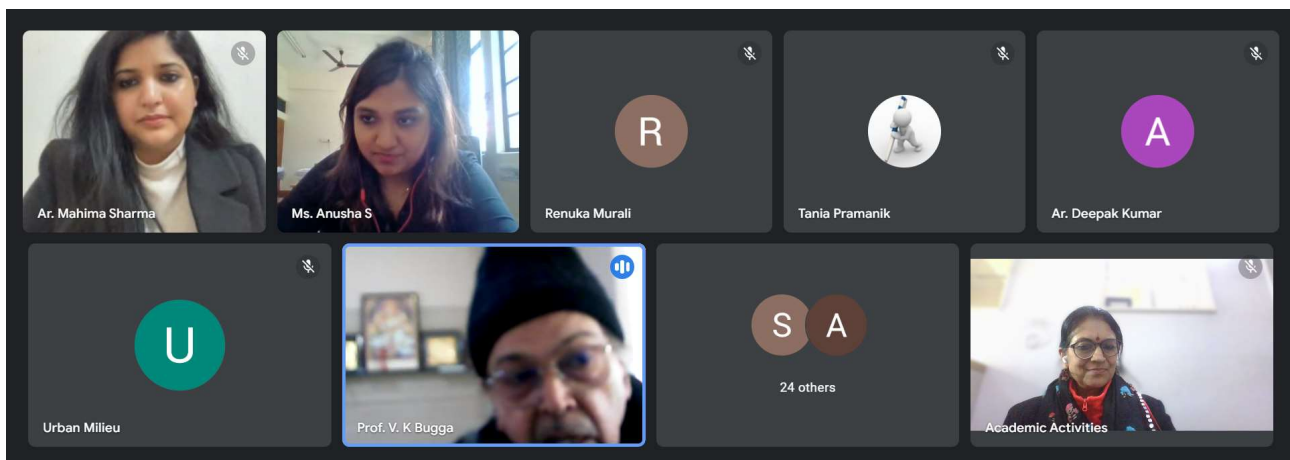 Ar. Mahima Sharma
Ms. Anusha S
R
Renuka Murali
Tania Pramanik
A
Ar. Deepak Kumar
U
Urban Milieu
Prof. V. K Bugga
S A
24 others
Academic Activities